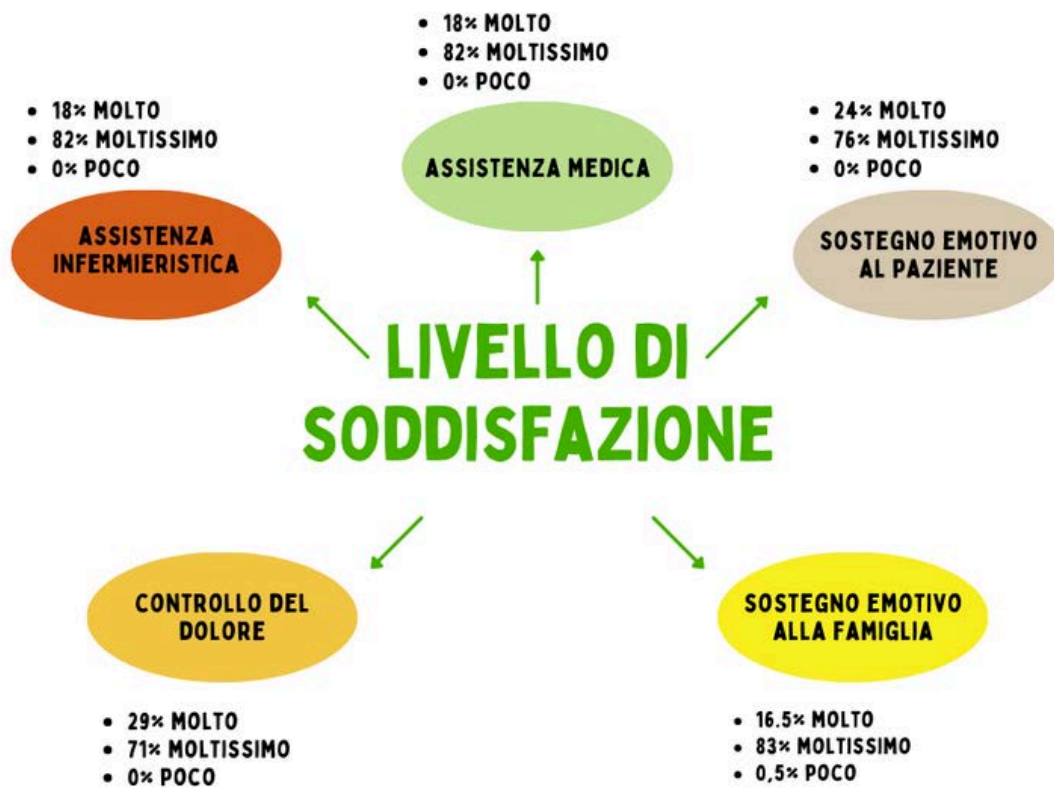 • 18% MOLTO
• 82% MOLTISSIMO
• 0% POCO
ASSISTENZA MEDICA
• 18% MOLTO
• 82% MOLTISSIMO
• 0% POCO
ASSISTENZA
INFERMIERISTICA
• 24% MOLTO
• 76% MOLTISSIMO
• 0% POCO
SOSTEGNO EMOTIVO
AL PAZIENTE
LIVELLO DI
SODDISFAZIONE
CONTROLLO DEL
DOLORE
• 29% MOLTO
• 71% MOLTISSIMO
• 0% POCO
SOSTEGNO EMOTIVO
ALLA FAMIGLIA
• 16.5% MOLTO
• 83% MOLTISSIMO
• 0,5% POCO